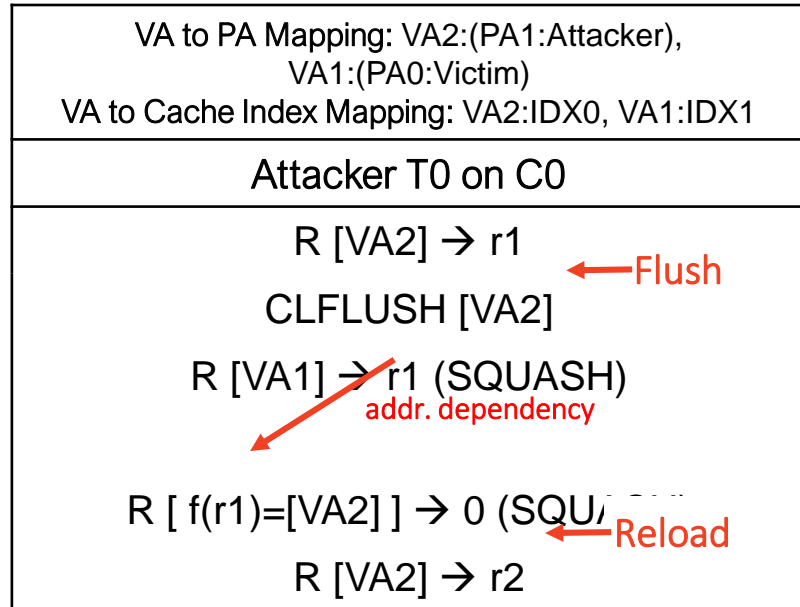 VA to PA Mapping: VA2:(PA1:Attacker),
VA1:(PA0:Victim)
VA to Cache Index Mapping: VA2:IDX0, VA1:IDX1
Attacker T0 on C0
R [VA2] → r1
Flush
CLFLUSH [VA2]
R [VA1] → r1 (SQUASH)
addr. dependency
R [ f(r1)=[VA2] ] → 0
Reload
R [VA2] → r2